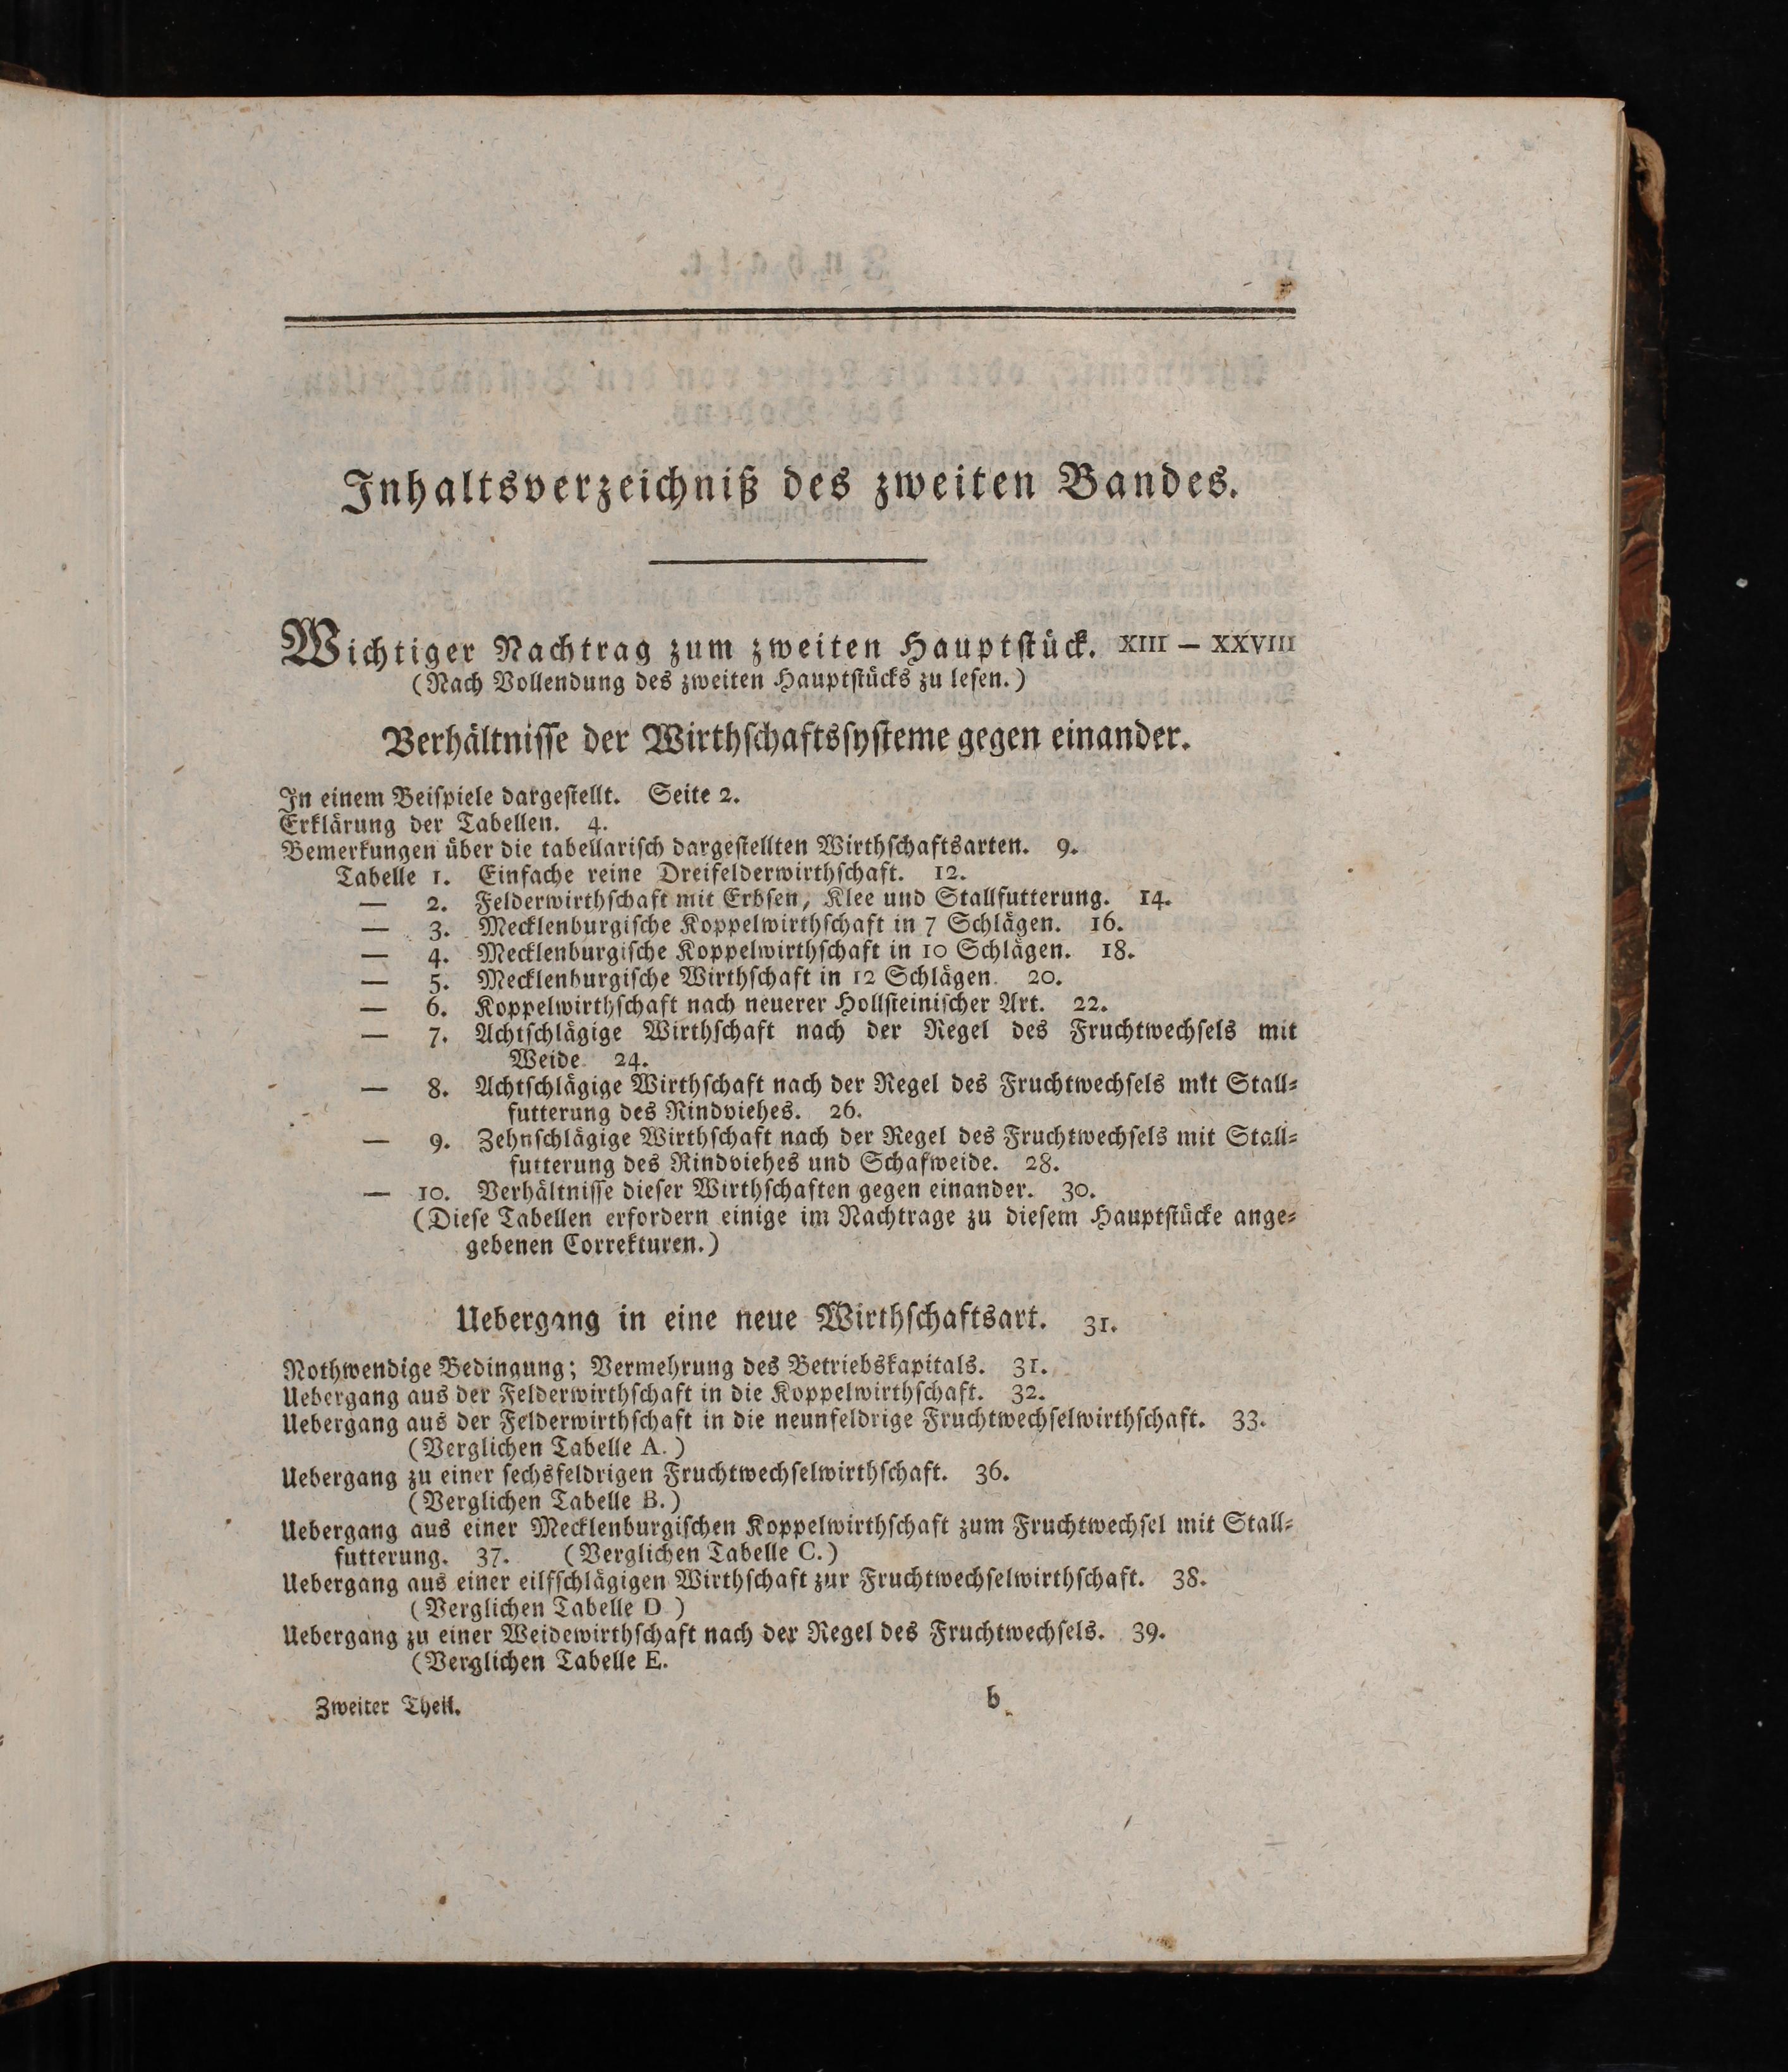 Inhaltsverzeichniß des zweiten Bandes.
Wichtiger Nachtrag zum zweiten Hauptſtück. XIII – XXVIII
(Nach Vollendung des zweiten Hauptſtücks zu leſen.)
Verhältniſſe der Wirthſchaftsſyſteme gegen einander.
In einem Beiſpiele dargeſtellt. Seite 2.
Erklärung der Tabellen. 4.
Bemerkungen über die tabellariſch dargeſtellten Wirthſchaftsarten. 9.
Tabelle 1. Einfache reine Dreifelderwirthſchaft. 12.
— 2. Felderwirthſchaft mit Erbſen, Klee und Stallfutterung. 14.
— 3. Mecklenburgiſche Koppelwirthſchaft in 7 Schlägen. 16.
— 4. Mecklenburgiſche Koppelwirthſchaft in 10 Schlägen. 18.
— 5. Mecklenburgiſche Wirthſchaft in 12 Schlägen. 20.
— 6. Koppelwirthſchaft nach neuerer Hollſteiniſcher Art. 22.
— 7. Achtſchlägige Wirthſchaft nach der Regel des Fruchtwechſels mit
Weide. 24.
— 8. Achtſchlägige Wirthſchaft nach der Regel des Fruchtwechſels mit Stall⸗
futterung des Rindviehes. 26.
— 9. Zehnſchlägige Wirthſchaft nach der Regel des Fruchtwechſels mit Stall⸗
futterung des Rindviehes und Schafweide. 28.
— 10. Verhältniſſe dieſer Wirthſchaften gegen einander. 30.
(Dieſe Tabellen erfordern einige im Nachtrage zu dieſem Hauptſtücke ange⸗
gebenen Correkturen.)
Uebergang in eine neue Wirthſchaftsart. 31.
Nothwendige Bedingung; Vermehrung des Betriebskapitals. 31.
Uebergang aus der Felderwirthſchaft in die Koppelwirthſchaft. 32.
Uebergang aus der Felderwirthſchaft in die neunfeldrige Fruchtwechſelwirthſchaft. 33.
(Verglichen Tabelle A.)
Uebergang zu einer ſechsfeldrigen Fruchtwechſelwirthſchaft. 36.
(Verglichen Tabelle B.)
Uebergang aus einer Mecklenburgiſchen Koppelwirthſchaft zum Fruchtwechſel mit Stall⸗
futterung. 37. (Verglichen Tabelle C.)
Uebergang aus einer eilfſchlägigen Wirthſchaft zur Fruchtwechſelwirthſchaft. 38.
(Verglichen Tabelle D )
Uebergang zu einer Weidewirthſchaft nach der Regel des Fruchtwechſels. 39.
(Verglichen Tabelle E.
Zweiter Theil. b